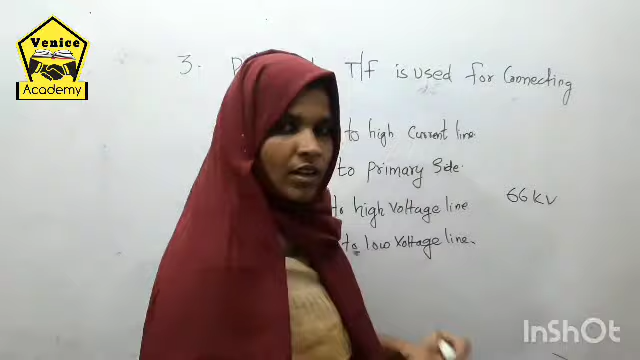 Venice
Academy
3.
T/F is used for Connecting
to high Current line.
to primary Side.
to high Voltage line
66 KV
to low Voltage line.
InShOt